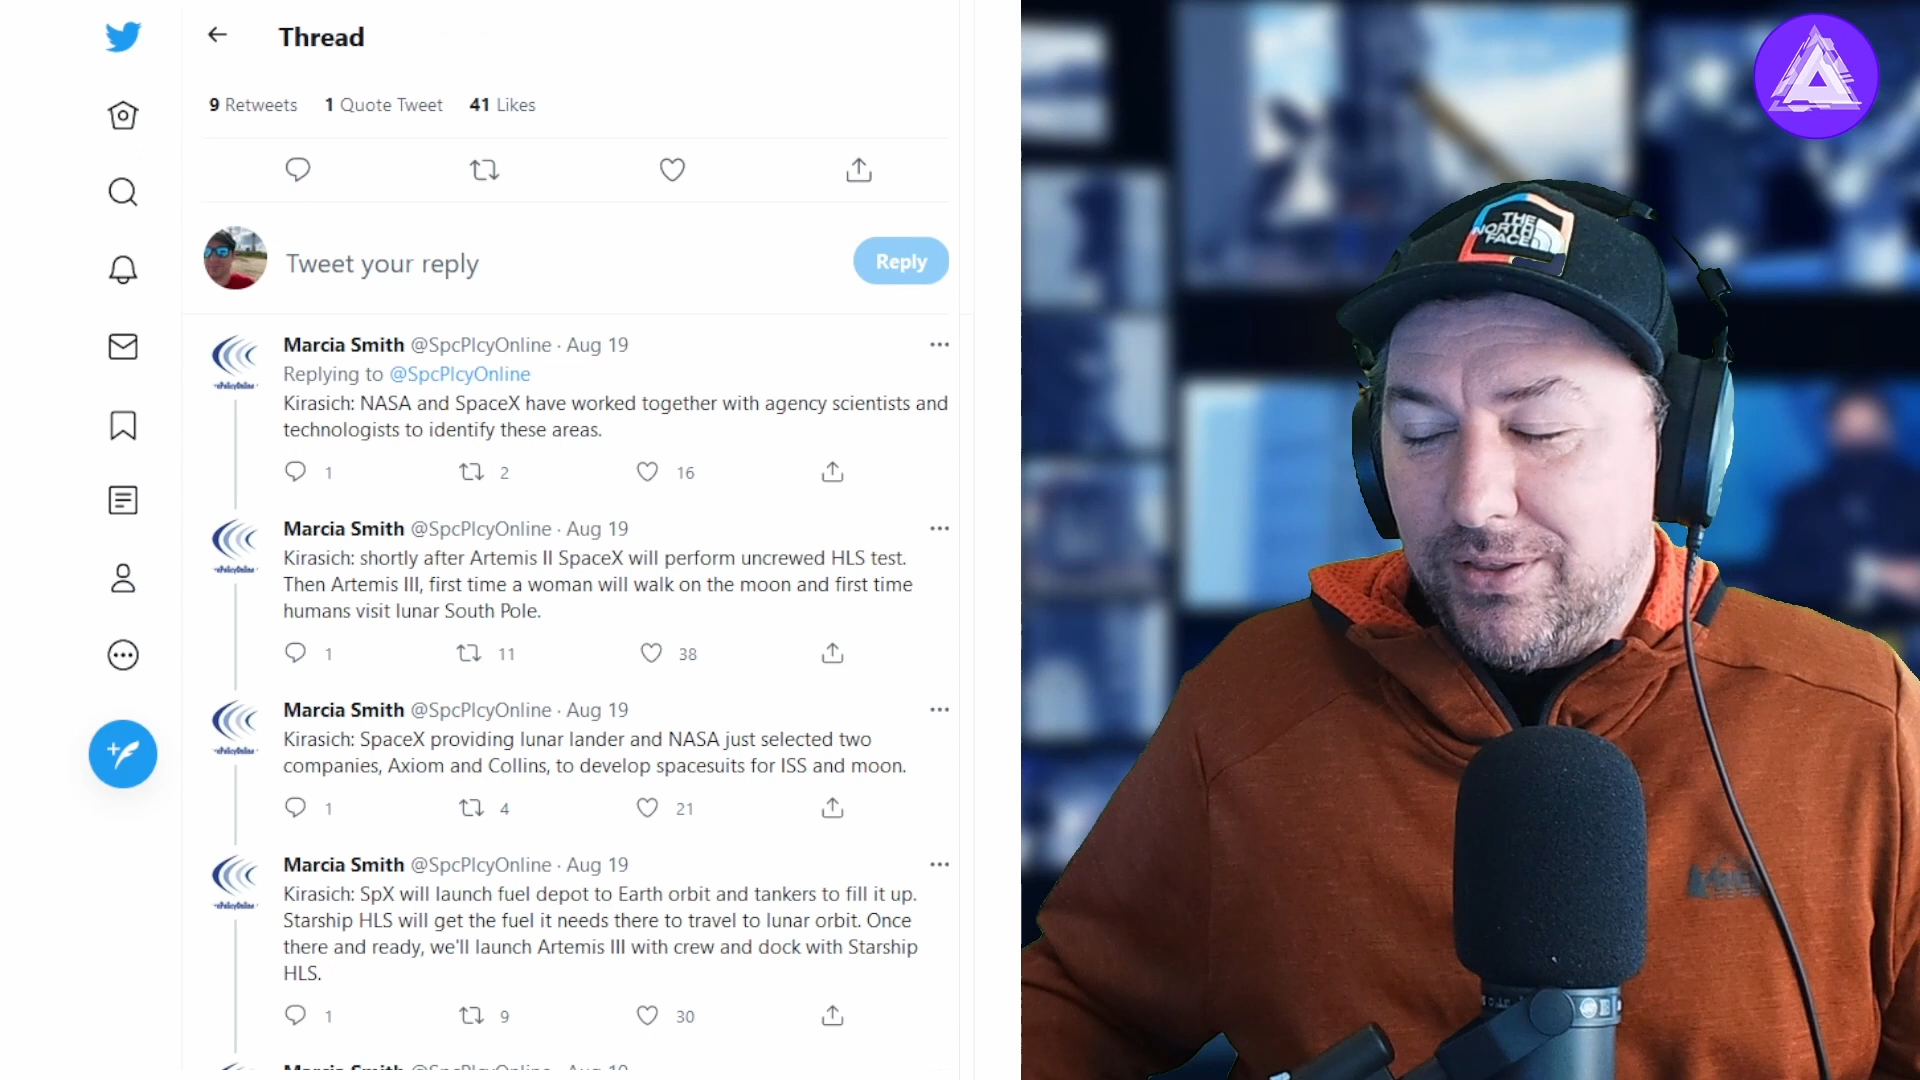 Thread
9 Retweets 1 Quote Tweet 41 Likes
Tweet your reply
Reply
Marcia Smith @SpcPlcyOnline · Aug 19
Replying to @SpcPlcyOnline
Kirasich: NASA and SpaceX have worked together with agency scientists and
technologists to identify these areas.
1 2 16
Marcia Smith @SpcPlcyOnline · Aug 19
Kirasich: shortly after Artemis II SpaceX will perform uncrewed HLS test.
Then Artemis III, first time a woman will walk on the moon and first time
humans visit lunar South Pole.
1 11 38
Marcia Smith @SpcPlcyOnline · Aug 19
Kirasich: SpaceX providing lunar lander and NASA just selected two
companies, Axiom and Collins, to develop spacesuits for ISS and moon.
1 4 21
Marcia Smith @SpcPlcyOnline · Aug 19
Kirasich: SpX will launch fuel depot to Earth orbit and tankers to fill it up.
Starship HLS will get the fuel it needs there to travel to lunar orbit. Once
there and ready, we'll launch Artemis III with crew and dock with Starship
HLS.
1 9 30
Marcia Smith @SpcPlcyOnline · Aug 19
THE
NORTH
FACE